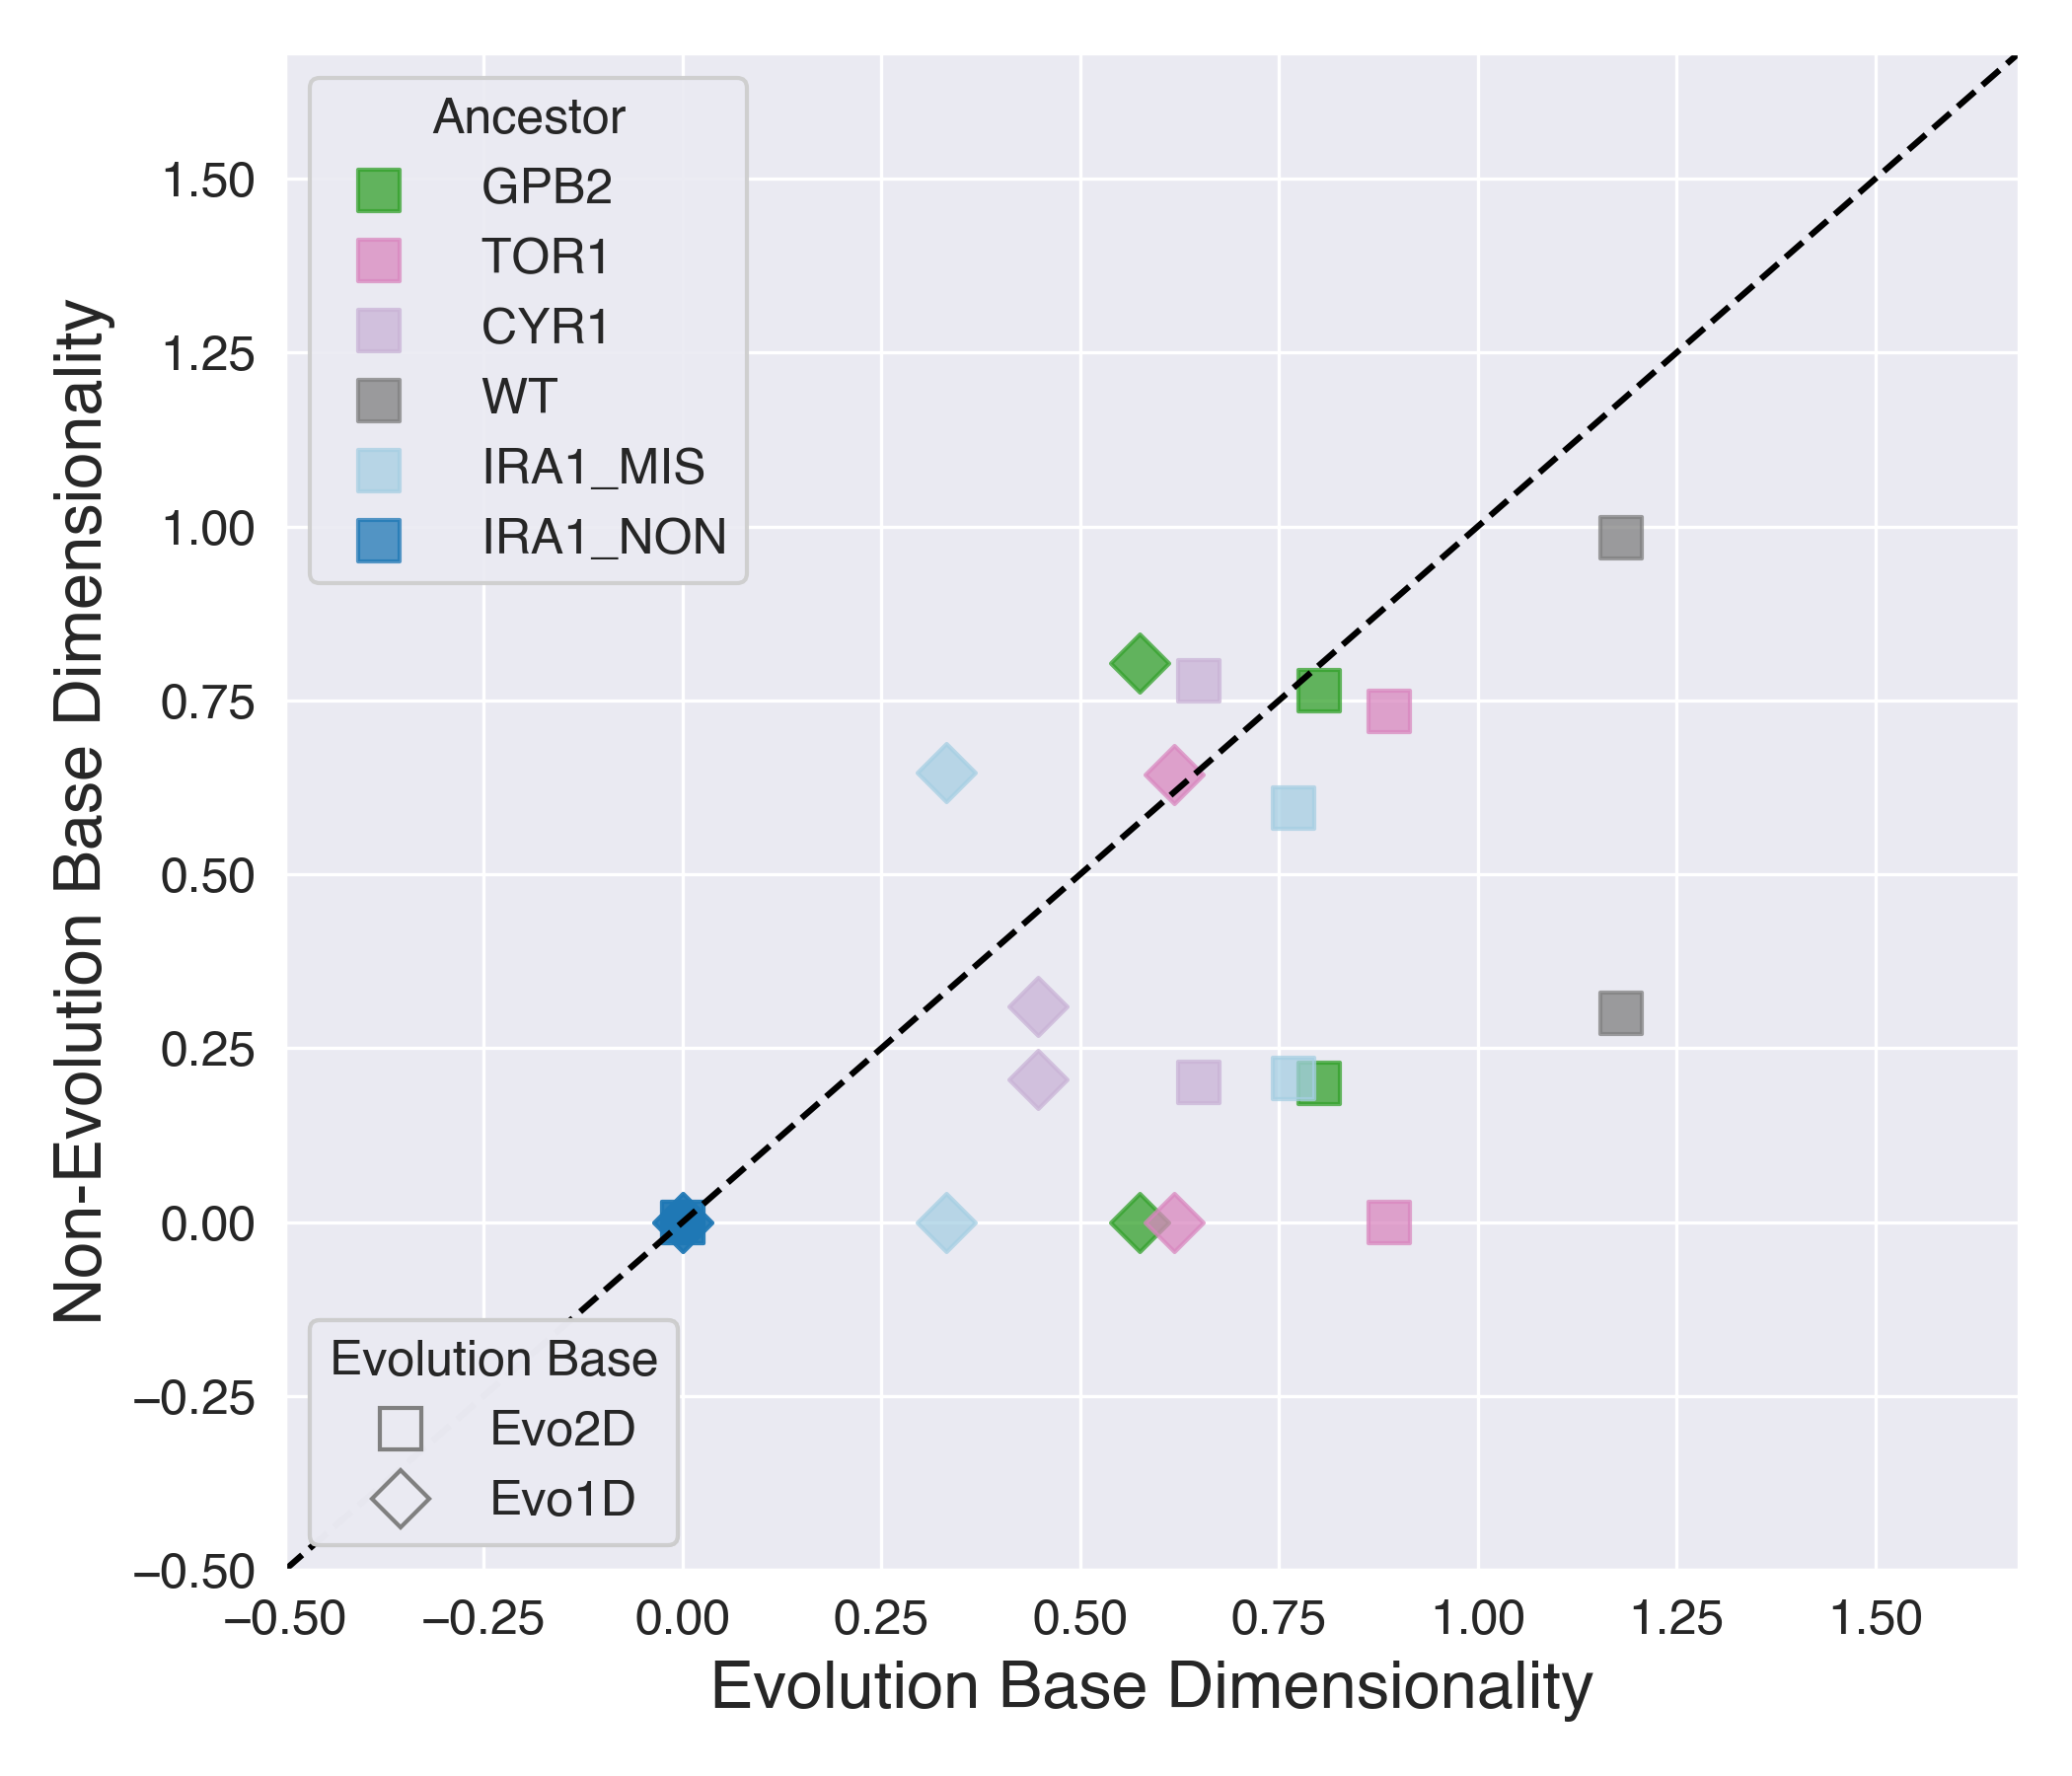 Ancestor
GPB2
TOR1
CYR1
WT
IRA1_MIS
IRA1_NON
Non-Evolution Base Dimensionality
1.50
1.25
1.00
0.75
0.50
0.25
0.00
−0.25
−0.50
Evolution Base
Evo2D
Evo1D
−0.50 −0.25 0.00 0.25 0.50 0.75 1.00 1.25 1.50
Evolution Base Dimensionality